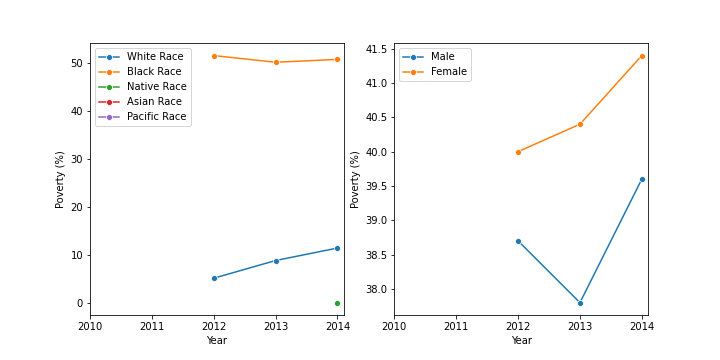 White Race
Black Race
Native Race
Asian Race
Pacific Race
50
40
30
20
10
0
Poverty (%)
2010 2011 2012 2013 2014
Year
Male
Female
41.5
41.0
40.5
40.0
39.5
39.0
38.5
38.0
Poverty (%)
2010 2011 2012 2013 2014
Year